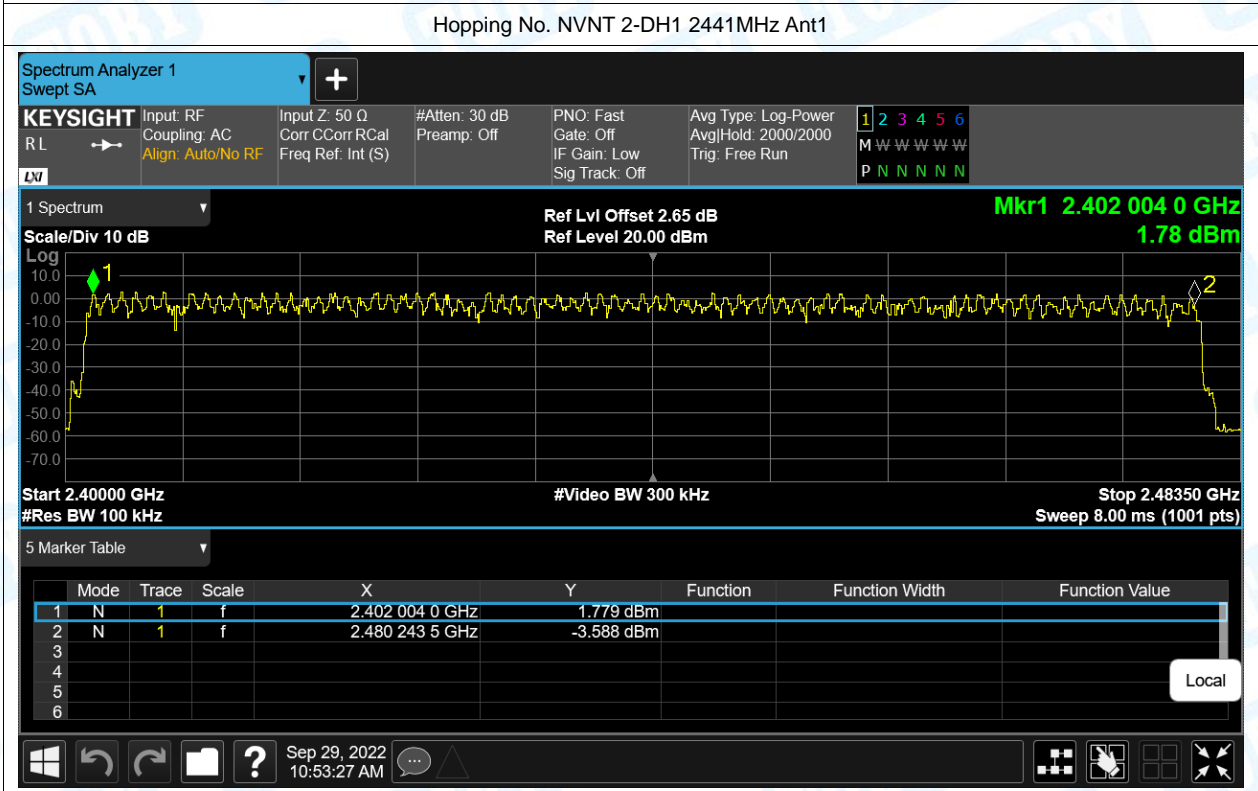 Hopping No. NVNT 2-DH1 2441MHz Ant1
Spectrum Analyzer 1
Swept SA
+
KEYSIGHT
R L
LXI
Input: RF
Coupling: AC
Align: Auto/No RF
Input Z: 50 Ω
Corr CCorr RCal
Freq Ref: Int (S)
#Atten: 30 dB
Preamp: Off
PNO: Fast
Gate: Off
IF Gain: Low
Sig Track: Off
Avg Type: Log-Power
Avg|Hold: 2000/2000
Trig: Free Run
1 2 3 4 5 6
M W W W W W
P N N N N N
1 Spectrum
Scale/Div 10 dB
Ref Lvl Offset 2.65 dB
Ref Level 20.00 dBm
Mkr1 2.402 004 0 GHz
1.78 dBm
Log
10.0
0.00
-10.0
-20.0
-30.0
-40.0
-50.0
-60.0
-70.0
1
2
Start 2.40000 GHz
#Res BW 100 kHz
#Video BW 300 kHz
Stop 2.48350 GHz
Sweep 8.00 ms (1001 pts)
5 Marker Table
Mode Trace Scale X Y Function Function Width Function Value
1 N 1 f 2.402 004 0 GHz 1.779 dBm
2 N 1 f 2.480 243 5 GHz -3.588 dBm
3
4
5
6
Local
?
Sep 29, 2022
10:53:27 AM